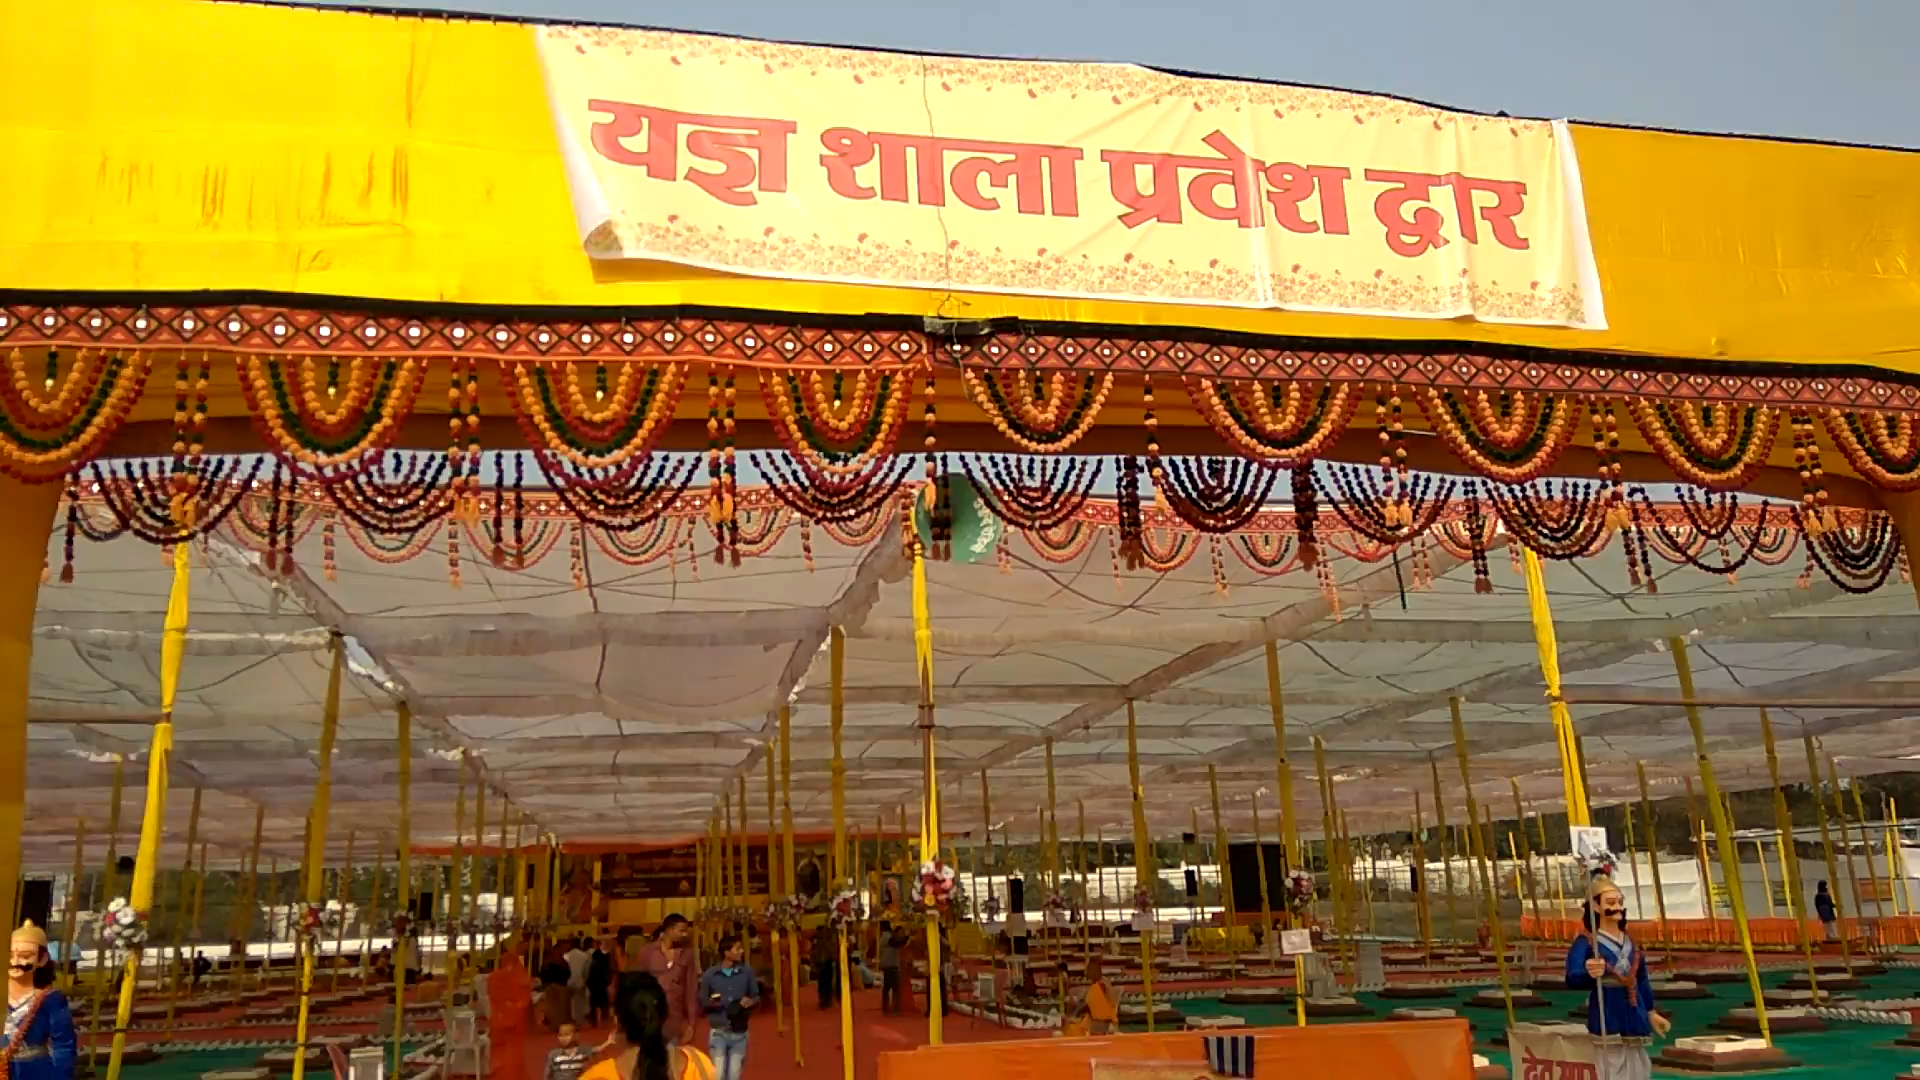 यज्ञ शाला प्रवेश द्वार